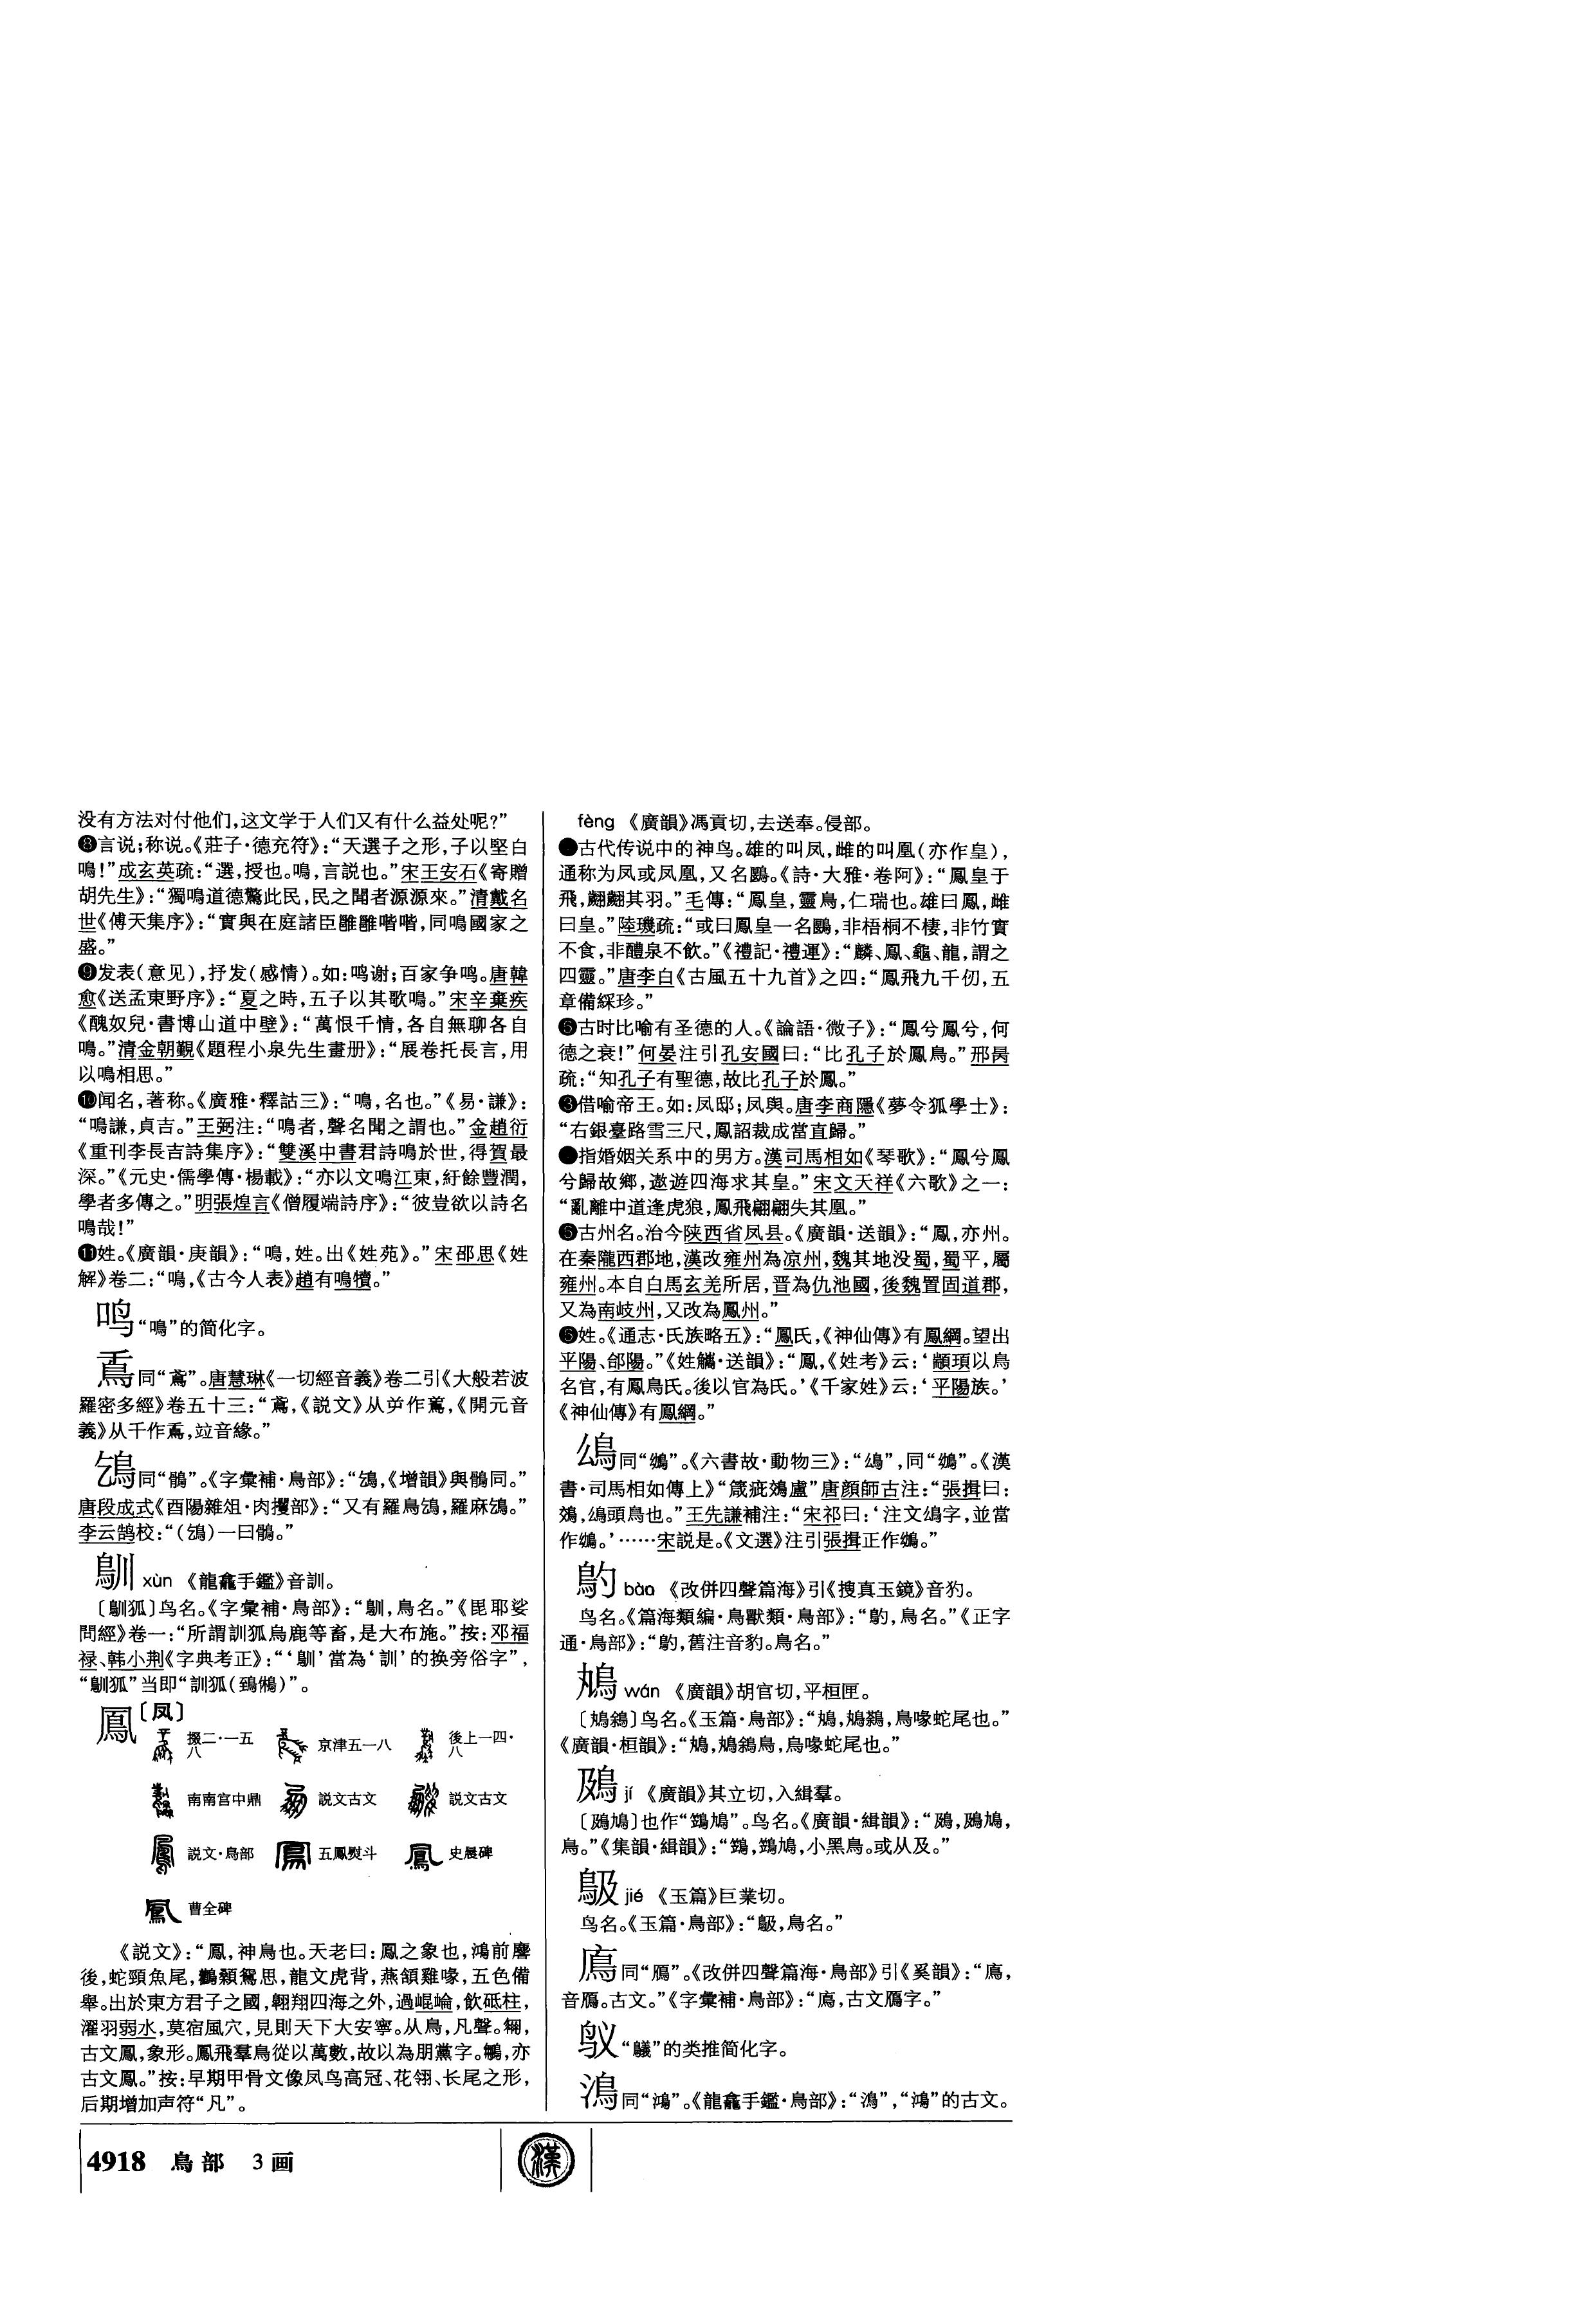 没有方法对付他们,这文学于人们又有什么益处呢?”
❽言说;称说。《莊子·德充符》:“天選子之形,子以堅白
鳴!”成玄英疏:“選,授也。鳴,言說也。”宋王安石《寄贈
胡先生》:“獨鳴道德驚此民,民之聞者源源來。”清戴名
世《傅天集序》:“實與在庭諸臣雝雝喈喈,同鳴國家之
盛。”
❾发表(意见),抒发(感情)。如:鸣谢;百家争鸣。唐韓
愈《送孟東野序》:“夏之時,五子以其歌鳴。”宋辛棄疾
《醜奴兒·書博山道中壁》:“萬恨千情,各自無聊各自
鳴。”清金朝覲《題程小泉先生畫册》:“展卷托長言,用
以鳴相思。”
❿闻名,著称。《廣雅·釋詁三》:“鳴,名也。”《易·謙》:
“鳴謙,貞吉。”王弼注:“鳴者,聲名聞之謂也。”金趙衍
《重刊李長吉詩集序》:“雙溪中書君詩鳴於世,得賀最
深。”《元史·儒學傳·楊載》:“亦以文鳴江東,紆餘豐潤,
學者多傳之。”明張煌言《僧履端詩序》:“彼豈欲以詩名
鳴哉!”
⓫姓。《廣韻·庚韻》:“鳴,姓。出《姓苑》。”宋邵思《姓
解》卷二:“鳴,《古今人表》趙有鳴犢。”
鸣“鳴”的简化字。
同“鳶”。唐慧琳《一切經音義》卷二引《大般若波
羅密多經》卷五十三:“鳶,《説文》从屰作䳄,《開元音
義》从千作,竝音緣。”
同“鶻”。《字彙補·鳥部》:“,《增韻》與鶻同。”
唐段成式《酉陽雜俎·肉攫部》:“又有羅鳥,羅麻。”
李云鹄校:“()一曰鶻。”
xùn 《龍龕手鑑》音訓。
〔狐〕鸟名。《字彙補·鳥部》:“,鳥名。”《毘耶娑
問經》卷一:“所謂訓狐烏鹿等畜,是大布施。”按:邓福
禄、韩小荆《字典考正》:“‘’當為‘訓’的换旁俗字”,
“狐”当即“訓狐()”。
鳳〔凤〕
掇二·一五八 京津五一八 後上一四·八
南南宫中鼎 説文古文 説文古文
説文·鳥部 五鳳熨斗 史晨碑
曹全碑
《説文》:“鳳,神鳥也。天老曰:鳳之象也,鴻前麐
後,蛇頸魚尾,鸛顙鴛思,龍文虎背,燕頷雞喙,五色備
舉。出於東方君子之國,翱翔四海之外,過崐崘,飲砥柱,
濯羽弱水,莫宿風穴,見則天下大安寧。从鳥,凡聲。,
古文鳳,象形。鳳飛羣鳥從以萬數,故以為朋黨字。,亦
古文鳳。”按:早期甲骨文像凤鸟高冠、花翎、长尾之形,
后期增加声符“凡”。
fèng 《廣韻》馮貢切,去送奉。侵部。
●古代传说中的神鸟。雄的叫凤,雌的叫凰(亦作皇),
通称为凤或凤凰,又名鶠。《詩·大雅·卷阿》:“鳳皇于
飛,翽翽其羽。”毛傳:“鳳皇,靈鳥,仁瑞也。雄曰鳳,雌
曰皇。”陸璣疏:“或曰鳳皇一名鶠,非梧桐不棲,非竹實
不食,非醴泉不飲。”《禮記·禮運》:“麟、鳳、龜、龍,謂之
四靈。”唐李白《古風五十九首》之四:“鳳飛九千仞,五
章備綵珍。”
❻古时比喻有圣德的人。《論語·微子》:“鳳兮鳳兮,何
德之衰!”何晏注引孔安國曰:“比孔子於鳳鳥。”邢昺
疏:“知孔子有聖德,故比孔子於鳳。”
❸借喻帝王。如:凤邸;凤舆。唐李商隱《夢令狐學士》:
“右銀臺路雪三尺,鳳詔裁成當直歸。”
●指婚姻关系中的男方。漢司馬相如《琴歌》:“鳳兮鳳
兮歸故鄉,遨遊四海求其皇。”宋文天祥《六歌》之一:
“亂離中道逢虎狼,鳳飛翩翩失其凰。”
❺古州名。治今陕西省凤县。《廣韻·送韻》:“鳳,亦州。
在秦隴西郡地,漢改雍州為凉州,魏其地没蜀,蜀平,屬
雍州。本自白馬玄羌所居,晋為仇池國,後魏置固道郡,
又為南岐州,又改為鳳州。”
❻姓。《通志·氏族略五》:“鳳氏,《神仙傳》有鳳綱。望出
平陽、郃陽。”《姓觿·送韻》:“鳳,《姓考》云:‘顓頊以鳥
名官,有鳳鳥氏。後以官為氏。’《千家姓》云:‘平陽族。’
《神仙傳》有鳳綱。”
同“鷀”。《六書故·動物三》:“”,同“鷀”。《漢
書·司馬相如傳上》“箴疵鵁盧”唐顔師古注:“張揖曰:
鵁,頭鳥也。”王先謙補注:“宋祁曰:‘注文字,並當
作。’……宋説是。《文選》注引張揖正作。”
bào 《改併四聲篇海》引《搜真玉鏡》音豹。
鸟名。《篇海類編·鳥獸類·鳥部》:“,鳥名。”《正字
通·鳥部》:“,舊注音豹。鳥名。”
wán 《廣韻》胡官切,平桓匣。
〔鳭鷂〕鸟名。《玉篇·鳥部》:“,鳥喙蛇尾也。”
《廣韻·桓韻》:“,鳥喙蛇尾也。”
jí 《廣韻》其立切,入緝羣。
〔鳩〕也作“鵖鳩”。鸟名。《廣韻·緝韻》:“,鳩,
鳥。”《集韻·緝韻》:“,鳩,小黑鳥。或从及。”
jié 《玉篇》巨業切。
鸟名。《玉篇·鳥部》:“,鳥名。”
同“鴈”。《改併四聲篇海·鳥部》引《奚韻》:“,
音鴈。古文。”《字彙補·鳥部》:“,古文鴈字。”
“鸃”的类推简化字。
同“鴻”。《龍龕手鑑·鳥部》:“”,“鴻”的古文。
4918 鳥部 3画
漢